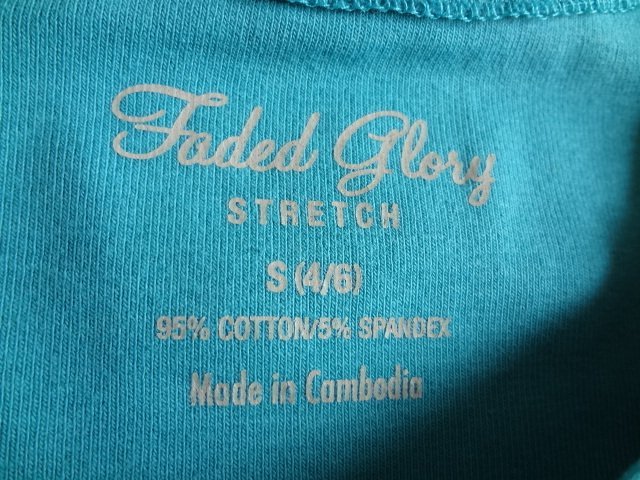 Faded Glory
STRETCH
S (4/6)
95% COTTON/5% SPANDEX
Made in Cambodia